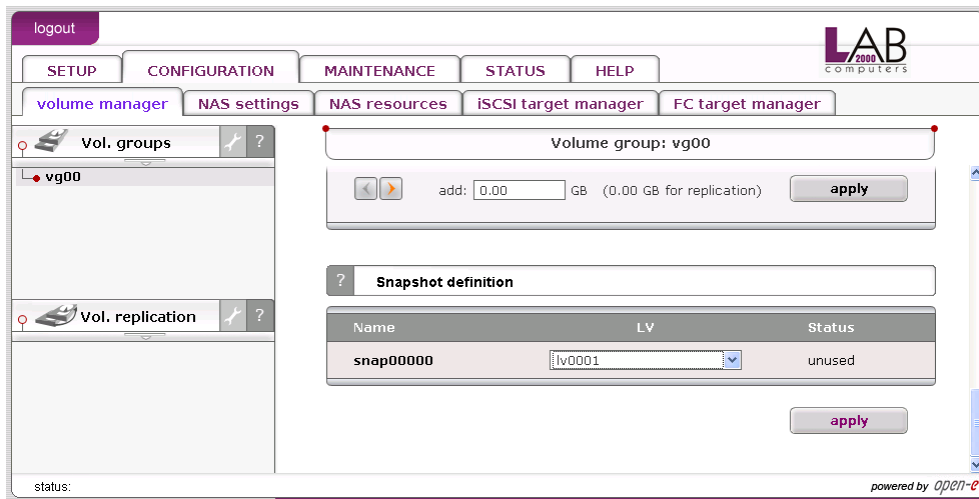 logout
LAB
2000
computers
SETUP CONFIGURATION MAINTENANCE STATUS HELP
volume manager NAS settings NAS resources iSCSI target manager FC target manager
Vol. groups ?
vg00
Volume group: vg00
add: 0.00 GB (0.00 GB for replication) apply
? Snapshot definition
Vol. replication ?
Name LV Status
snap00000 lv0001 unused
apply
status:
powered by open-e